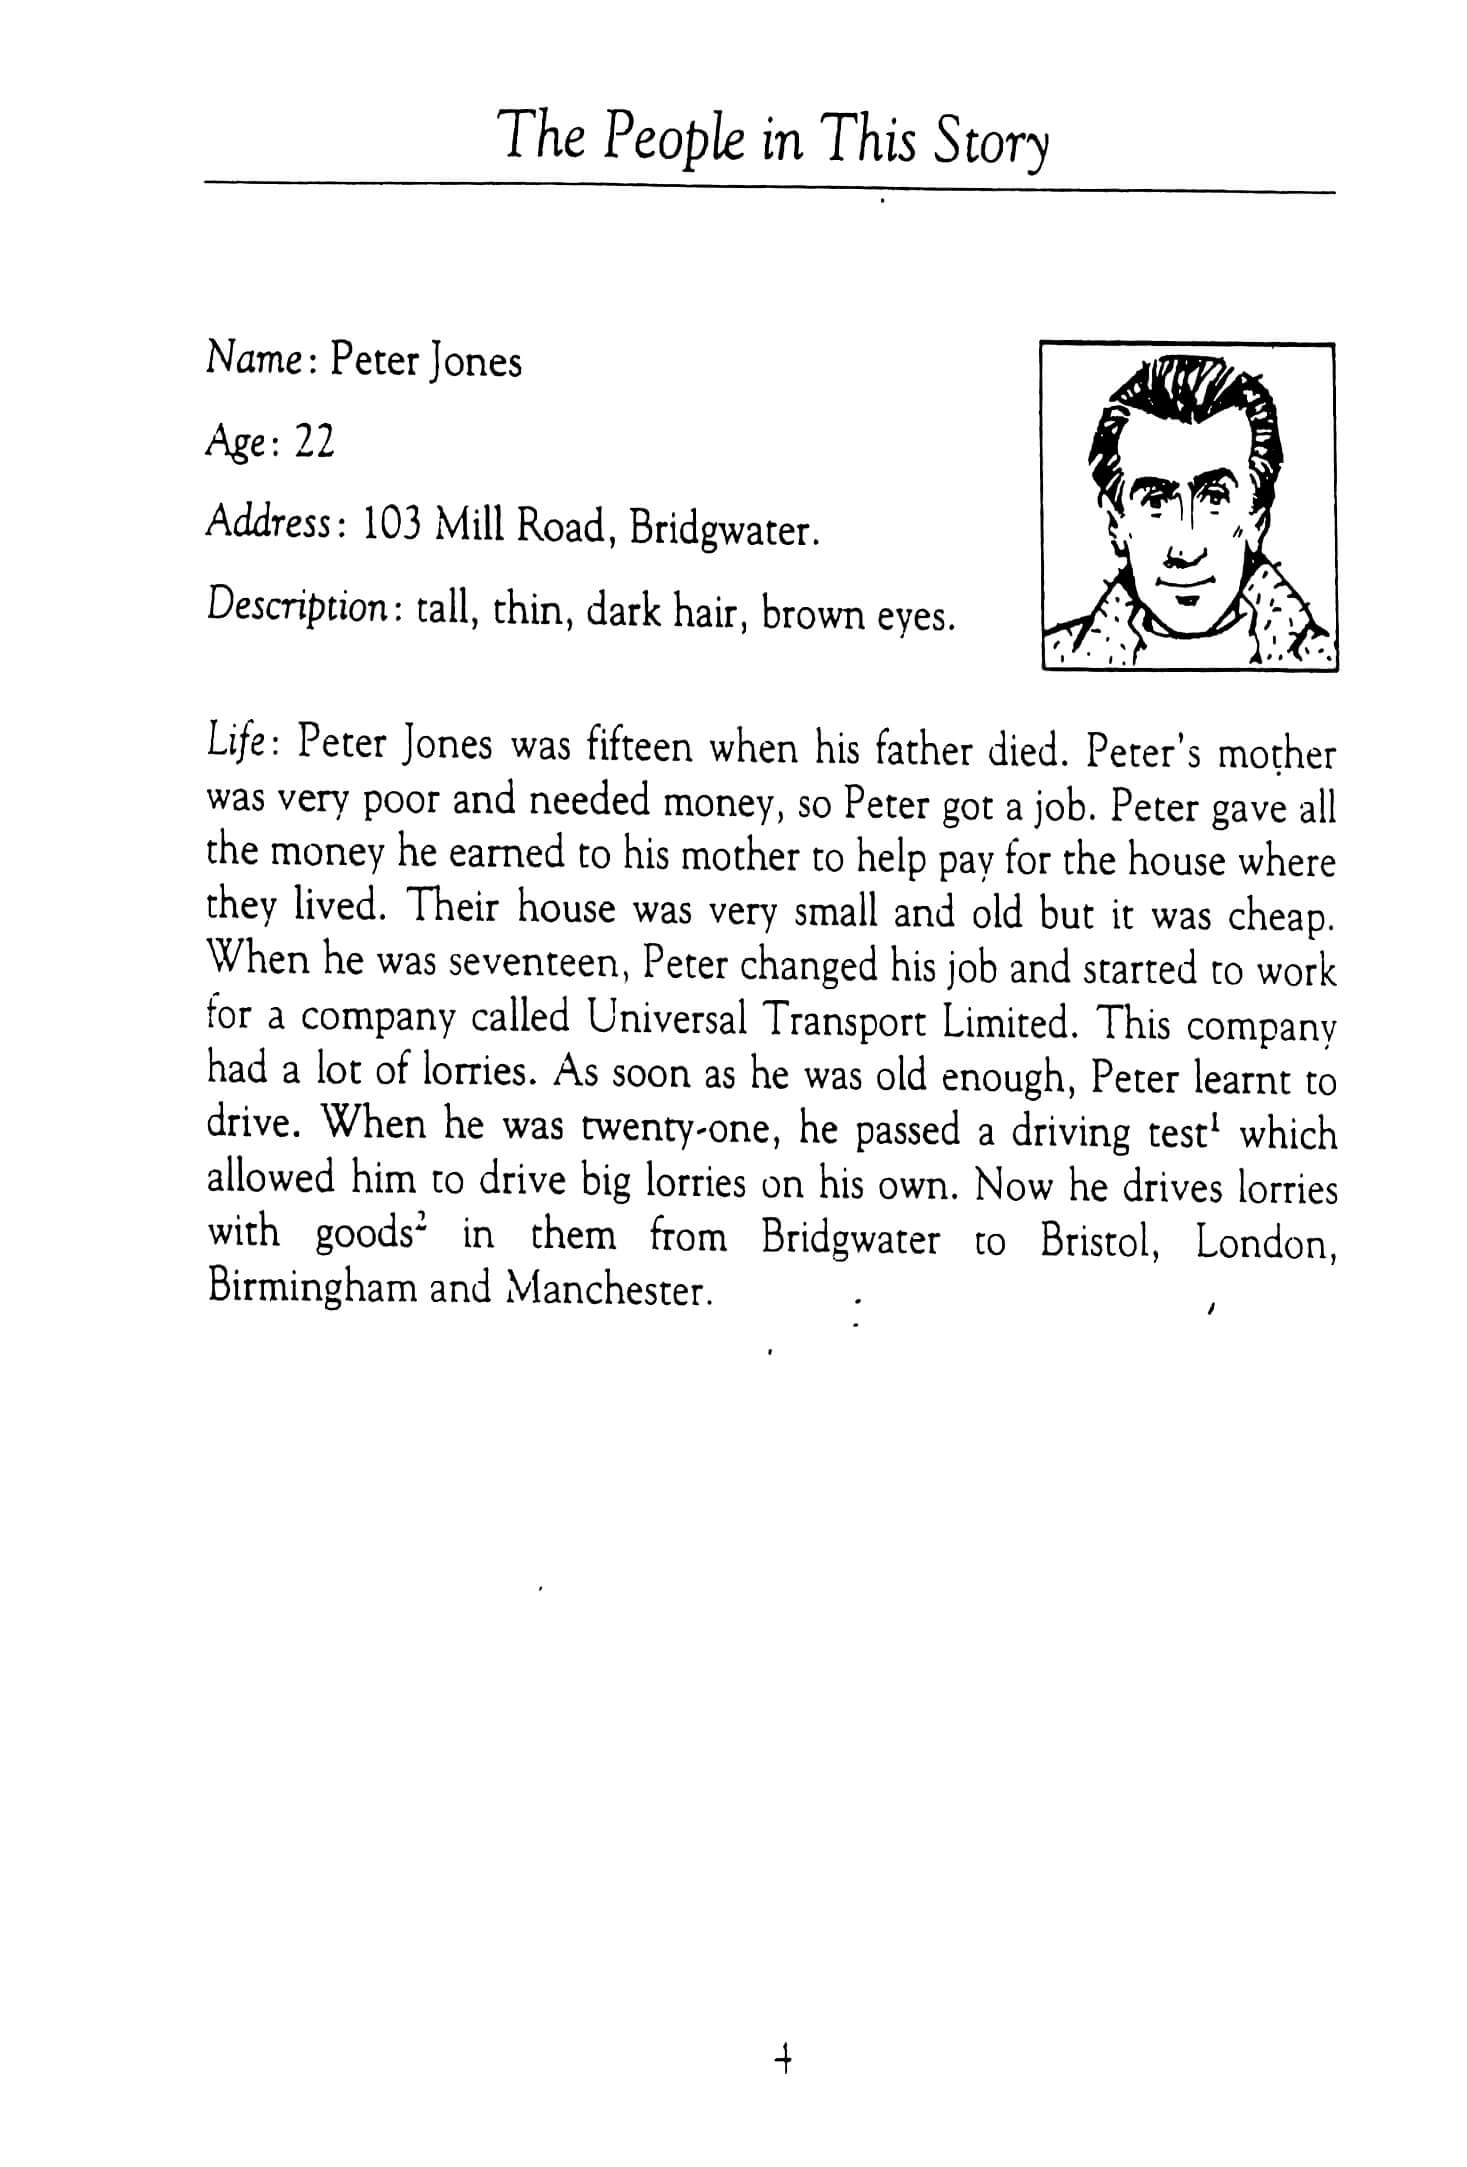 The People in This Story
Name: Peter Jones
Age: 22
Address: 103 Mill Road, Bridgwater.
Description: tall, thin, dark hair, brown eyes.
Life: Peter Jones was fifteen when his father died. Peter's mother
was very poor and needed money, so Peter got a job. Peter gave all
the money he earned to his mother to help pay for the house where
they lived. Their house was very small and old but it was cheap.
When he was seventeen, Peter changed his job and started to work
for a company called Universal Transport Limited. This company
had a lot of lorries. As soon as he was old enough, Peter learnt to
drive. When he was twenty-one, he passed a driving test¹ which
allowed him to drive big lorries on his own. Now he drives lorries
with goods² in them from Bridgwater to Bristol, London,
Birmingham and Manchester.
4